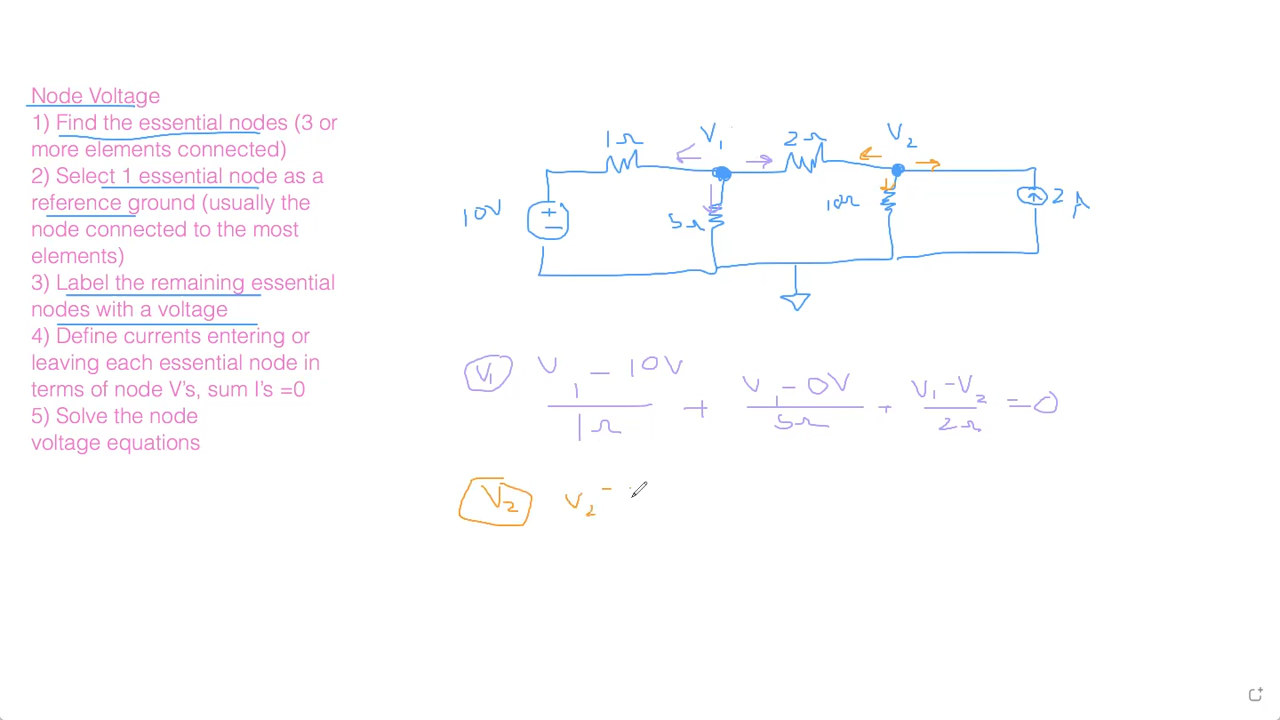 Node Voltage
1) Find the essential nodes (3 or
more elements connected)
2) Select 1 essential node as a
reference ground (usually the
node connected to the most
elements)
3) Label the remaining essential
nodes with a voltage
4) Define currents entering or
leaving each essential node in
terms of node V's, sum I's =0
5) Solve the node
voltage equations
1Ω V1 2Ω V2
10V + − 5Ω 10Ω 2 A
V1 V1 − 10V / 1Ω + V1 − 0V / 5Ω + V1 − V2 / 2Ω = 0
V2 V2 −